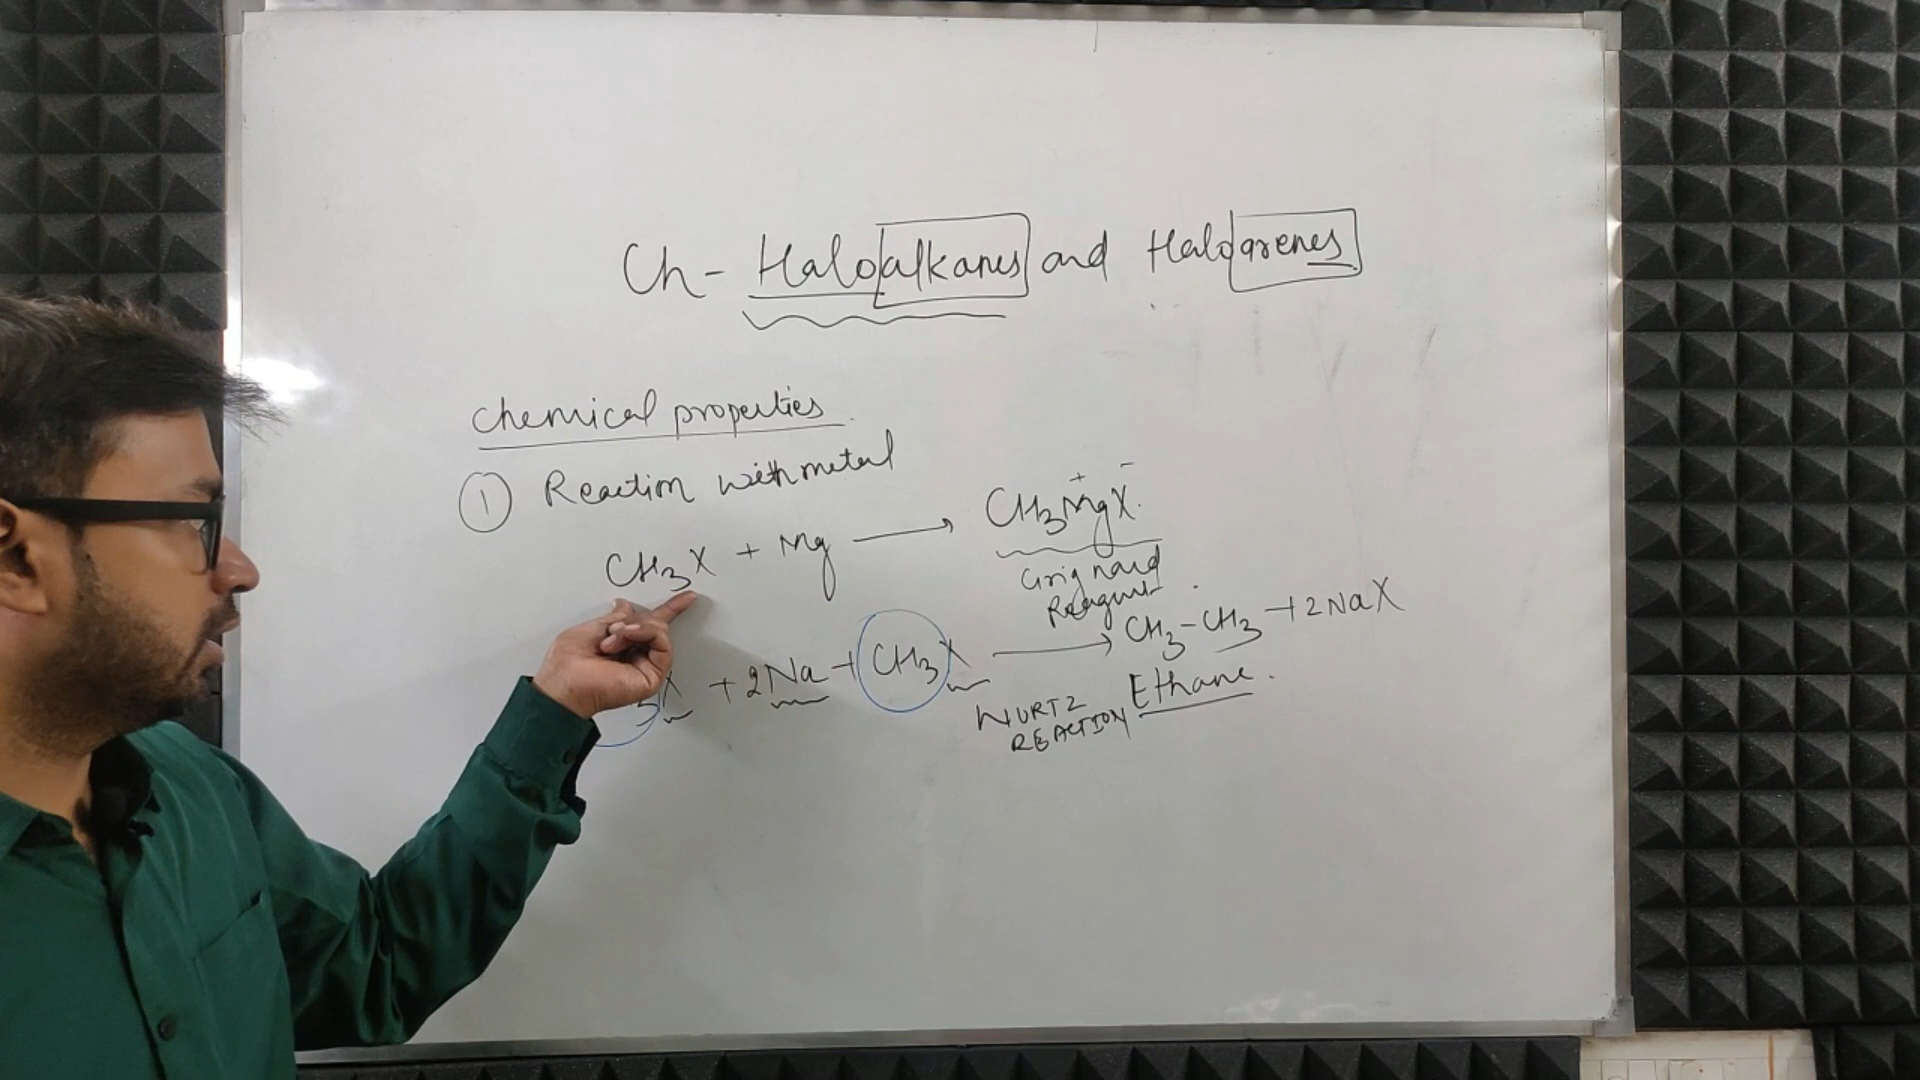 Ch- Haloalkanes and Haloarenes
Chemical properties
① Reaction with metal
CH3X + Mg ⟶ CH3MgX.
+ -
Grignard
Reagent
3X + 2Na + CH3X ⟶ CH3-CH3 + 2NaX
WURTZ
REACTION
Ethane.